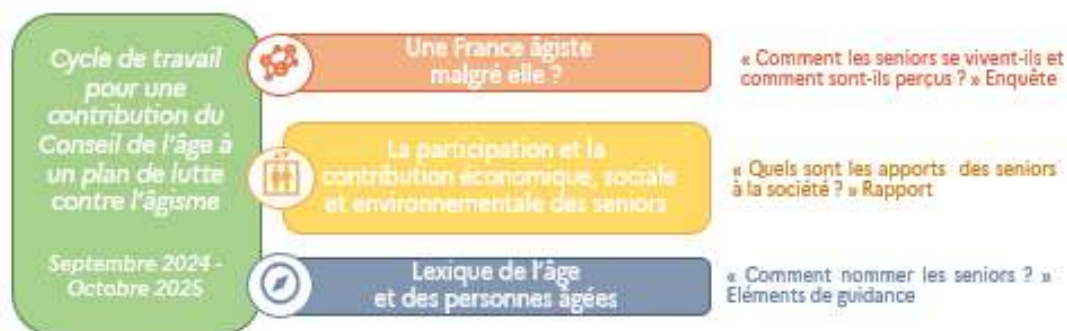 Cycle de travail
pour une
contribution du
Conseil de l'âge à
un plan de lutte
contre l'âgisme
Septembre 2024 -
Octobre 2025
Une France âgiste
malgré elle ?
« Comment les seniors se vivent-ils et
comment sont-ils perçus ? » Enquête
La participation et la
contribution économique, sociale
et environnementale des seniors
« Quels sont les apports des seniors
à la société ? » Rapport
Lexique de l'âge
et des personnes âgées
« Comment nommer les seniors ? »
Eléments de guidance